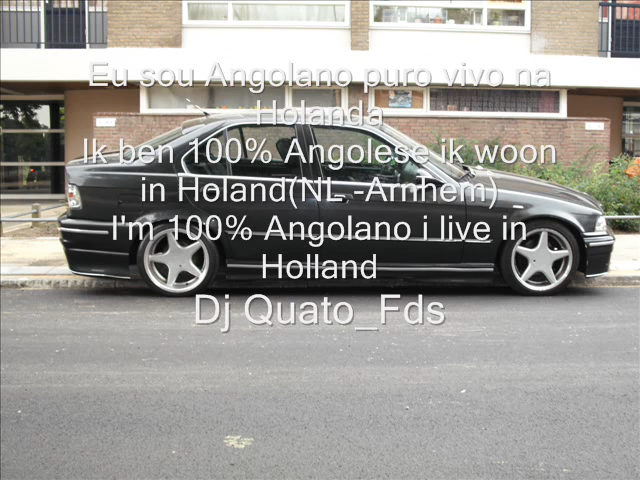 Eu sou Angolano puro vivo na
Holanda
Ik ben 100% Angolese ik woon
in Holand(NL -Arnhem)
I'm 100% Angolano i live in
Holland
Dj Quato_Fds